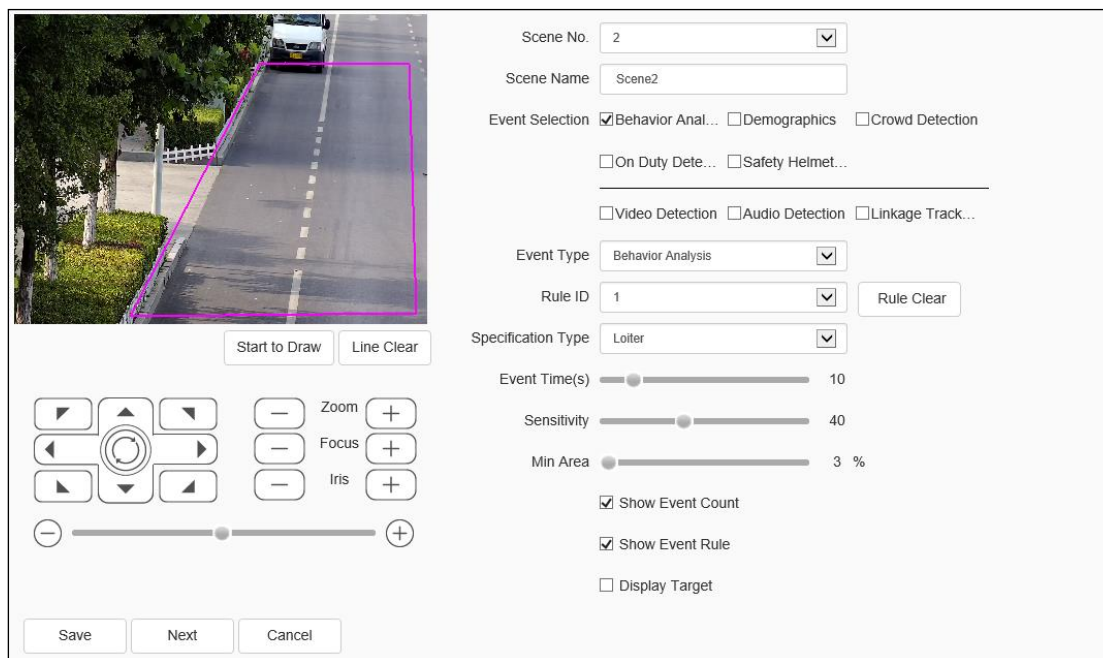 Scene No. 2
Scene Name Scene2
Event Selection Behavior Anal... Demographics Crowd Detection
On Duty Dete... Safety Helmet...
Video Detection Audio Detection Linkage Track...
Event Type Behavior Analysis
Rule ID 1 Rule Clear
Specification Type Loiter
Start to Draw Line Clear
Event Time(s) 10
Sensitivity 40
Min Area 3 %
Zoom
Focus
Iris
Show Event Count
Show Event Rule
Display Target
Save Next Cancel